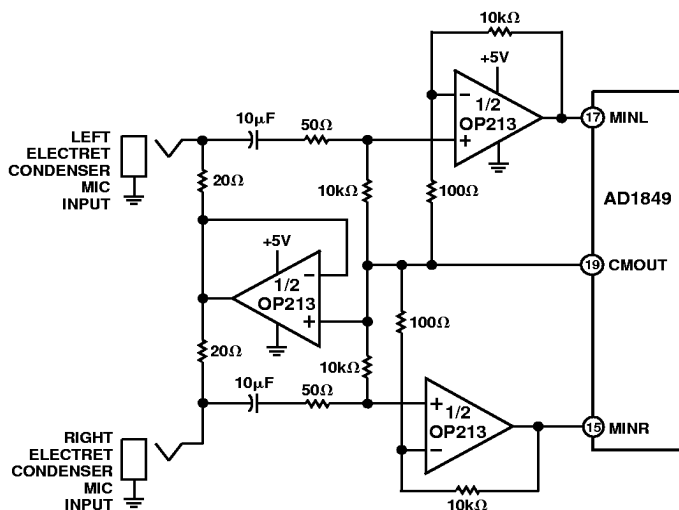 10kΩ
+5V
−
1/2
OP213
+
17 MINL
LEFT
ELECTRET
CONDENSER
MIC
INPUT
10µF
50Ω
20Ω
10kΩ
100Ω
AD1849
+5V
−
1/2
OP213
+
19 CMOUT
100Ω
20Ω
10kΩ
10µF
50Ω
+
1/2
OP213
−
15 MINR
RIGHT
ELECTRET
CONDENSER
MIC
INPUT
10kΩ